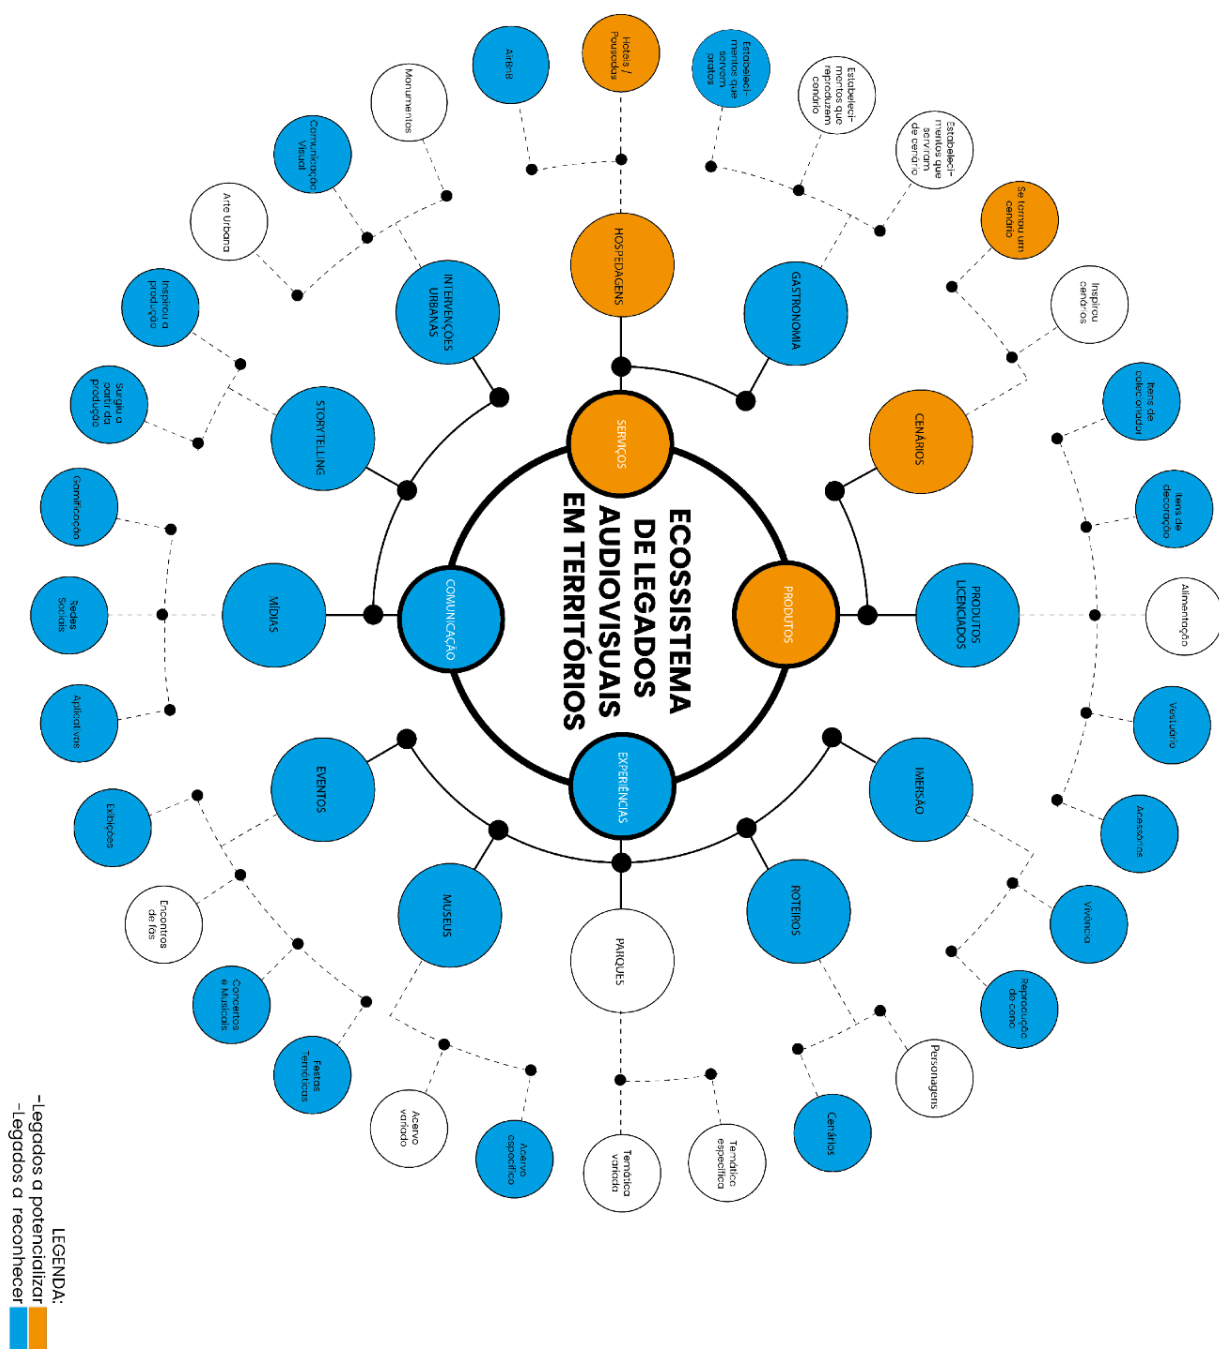 ECOSSISTEMA
DE LEGADOS
AUDIOVISUAIS
EM TERRITÓRIOS
SERVIÇOS
PRODUTOS
EXPERIÊNCIAS
COMUNICAÇÃO
HOSPEDAGENS
Hotéis /
Pousadas
AirBnB
GASTRONOMIA
Estabeleci-
mentos que
servem
pratos
Estabeleci-
mentos que
reproduzem
cenário
Estabeleci-
mentos que
serviram
de cenário
CENÁRIOS
Se tornou um
cenário
Inspirou
cenários
PRODUTOS
LICENCIADOS
Itens de
colecionador
Itens de
decoração
Alimentação
Vestuário
Acessórios
IMERSÃO
Vivência
Reprodução
de cena
ROTEIROS
Personagens
Cenários
PARQUES
Temática
específica
Temática
variada
MUSEUS
Acervo
específico
Acervo
variado
EVENTOS
Festas
Temáticas
Concertos
e Musicais
Encontros
de fãs
Exibições
MÍDIAS
Aplicativos
Redes
Sociais
Gamificação
STORYTELLING
Surgiu a
partir da
produção
Inspirou a
produção
INTERVENÇÕES
URBANAS
Arte Urbana
Comunicação
Visual
Monumentos
LEGENDA:
-Legados a potencializar
-Legados a reconhecer